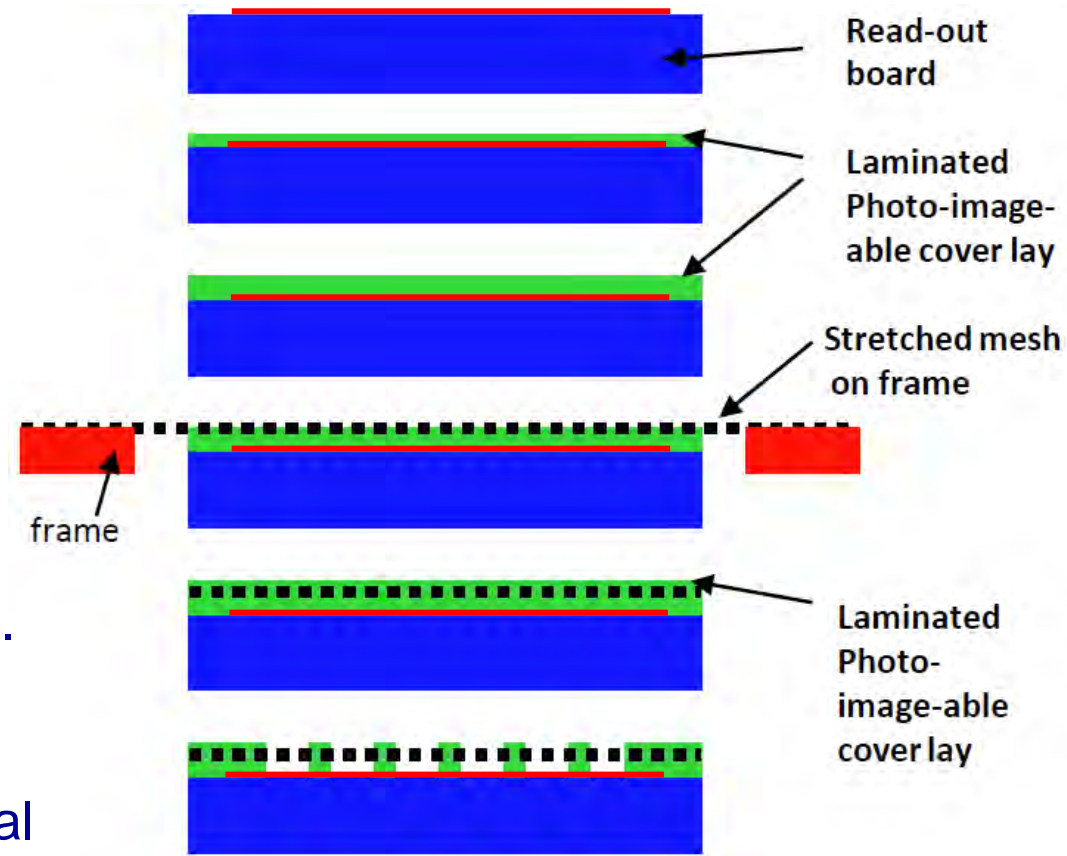 Read-out
board
Laminated
Photo-image-
able cover lay
Stretched mesh
on frame
frame
.
Laminated
Photo-
image-able
cover lay
al